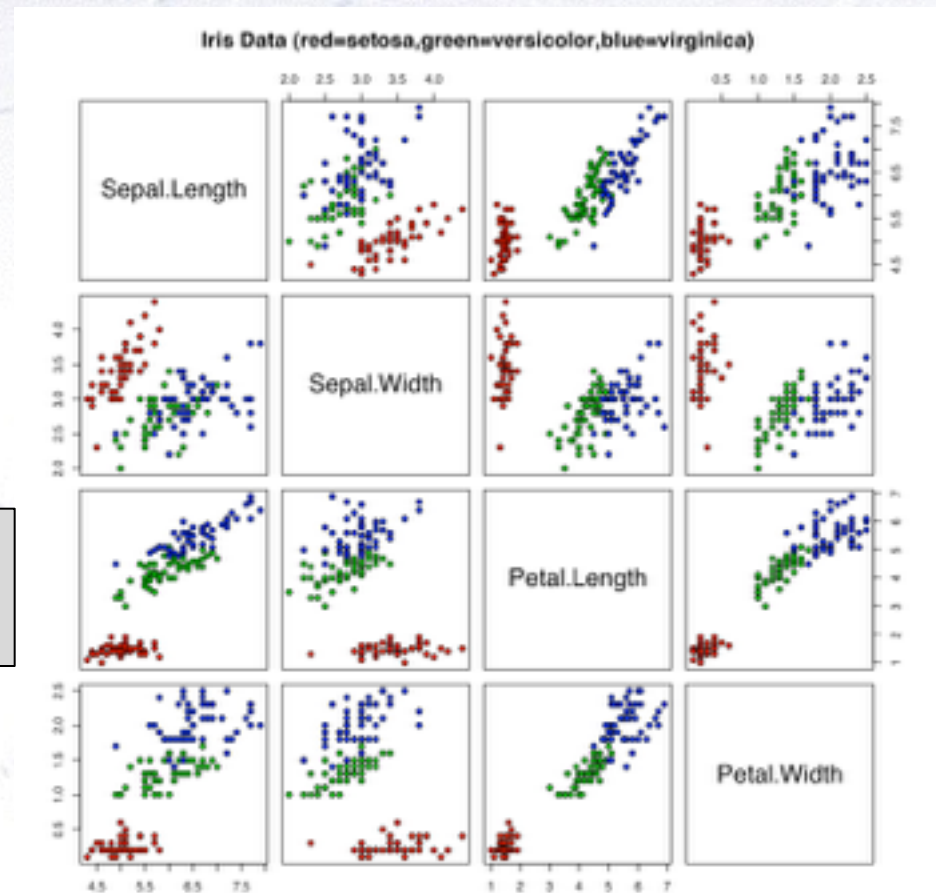 Iris Data (red=setosa,green=versicolor,blue=virginica)
2.0 2.5 3.0 3.5 4.0
0.5 1.0 1.5 2.0 2.5
Sepal.Length
4.5 5.5 6.5 7.5
2.0 2.5 3.0 3.5 4.0
Sepal.Width
Petal.Length
1 2 3 4 5 6 7
0.5 1.0 1.5 2.0 2.5
Petal.Width
4.5 5.5 6.5 7.5
1 2 3 4 5 6 7